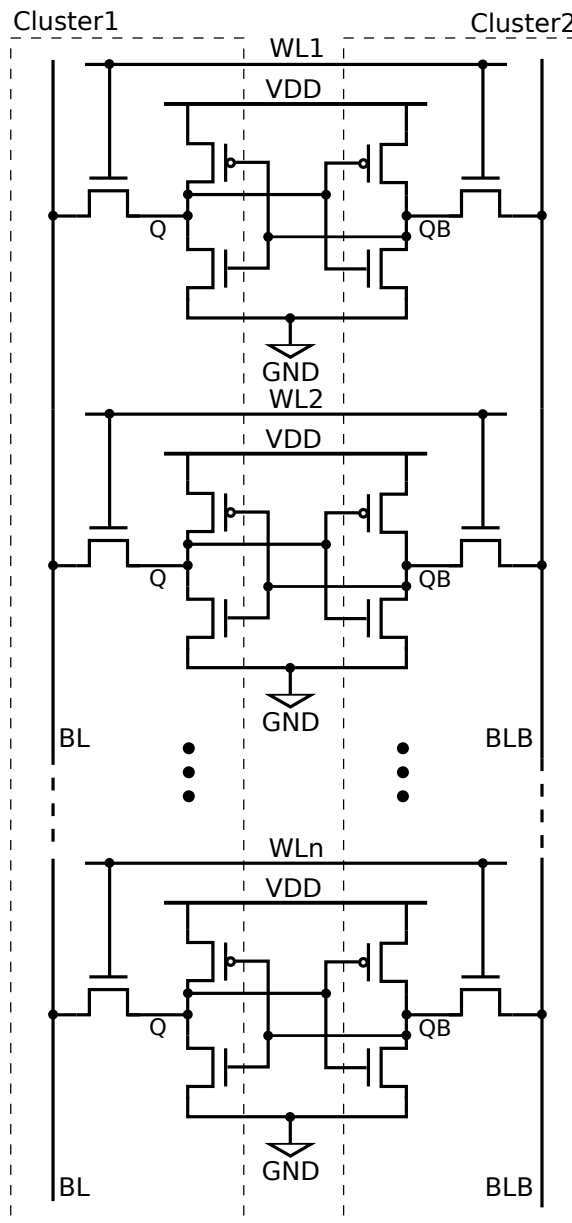 Cluster1 Cluster2
WL1
VDD
Q QB
GND
WL2
VDD
Q QB
GND
BL BLB
WLn
VDD
Q QB
GND
BL BLB